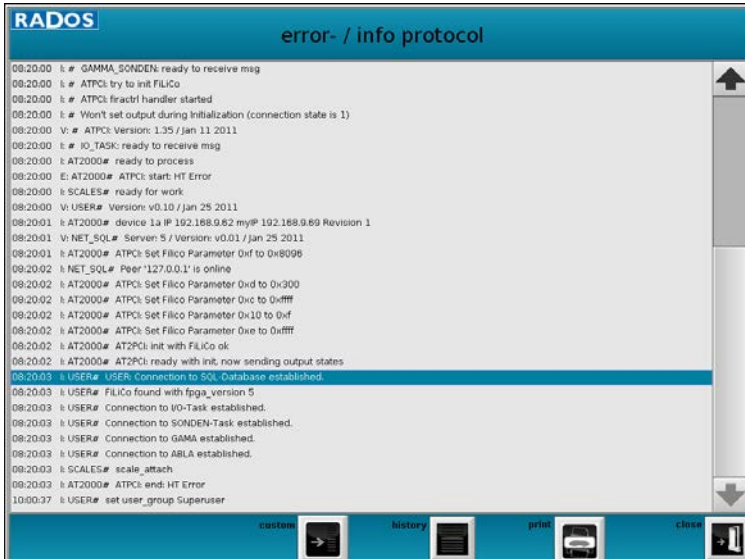 RADOS
error- / info protocol
08:20:00 I: # GAMMA_SONDEN: ready to receive msg
08:20:00 I: # ATPCI: try to init FiLiCo
08:20:00 I: # ATPCI: firactrl handler started
08:20:00 I: # Won't set output during Initialization (connection state is 1)
08:20:00 V: # ATPCI: Version: 1.35 / Jan 11 2011
08:20:00 I: # IO_TASK: ready to receive msg
08:20:00 I: AT2000# ready to process
08:20:00 E: AT2000# ATPCI: start: HT Error
08:20:00 I: SCALES# ready for work
08:20:00 V: USER# Version: v0.10 / Jan 25 2011
08:20:01 I: AT2000# device 1a IP 192.168.9.62 myIP 192.168.9.69 Revision 1
08:20:01 V: NET_SQL# Server: 5 / Version: v0.01 / Jan 25 2011
08:20:01 I: AT2000# ATPCI: Set Filico Parameter 0xf to 0x8096
08:20:02 I: NET_SQL# Peer '127.0.0.1' is online
08:20:02 I: AT2000# ATPCI: Set Filico Parameter 0xd to 0x300
08:20:02 I: AT2000# ATPCI: Set Filico Parameter 0xc to 0xffff
08:20:02 I: AT2000# ATPCI: Set Filico Parameter 0x10 to 0xf
08:20:02 I: AT2000# ATPCI: Set Filico Parameter 0xe to 0xffff
08:20:02 I: AT2000# AT2PCI: init with FiLiCo ok
08:20:02 I: AT2000# AT2PCI: ready with init, now sending output states
08:20:03 I: USER# USER: Connection to SQL-Database established.
08:20:03 I: USER# FiLiCo found with fpga_version 5
08:20:03 I: USER# Connection to I/O-Task established.
08:20:03 I: USER# Connection to SONDEN-Task established.
08:20:03 I: USER# Connection to GAMA established.
08:20:03 I: USER# Connection to ABLA established.
08:20:03 I: SCALES# scale_attach
08:20:03 I: AT2000# ATPCI: end: HT Error
10:00:37 I: USER# set user_group Superuser
custom history print close